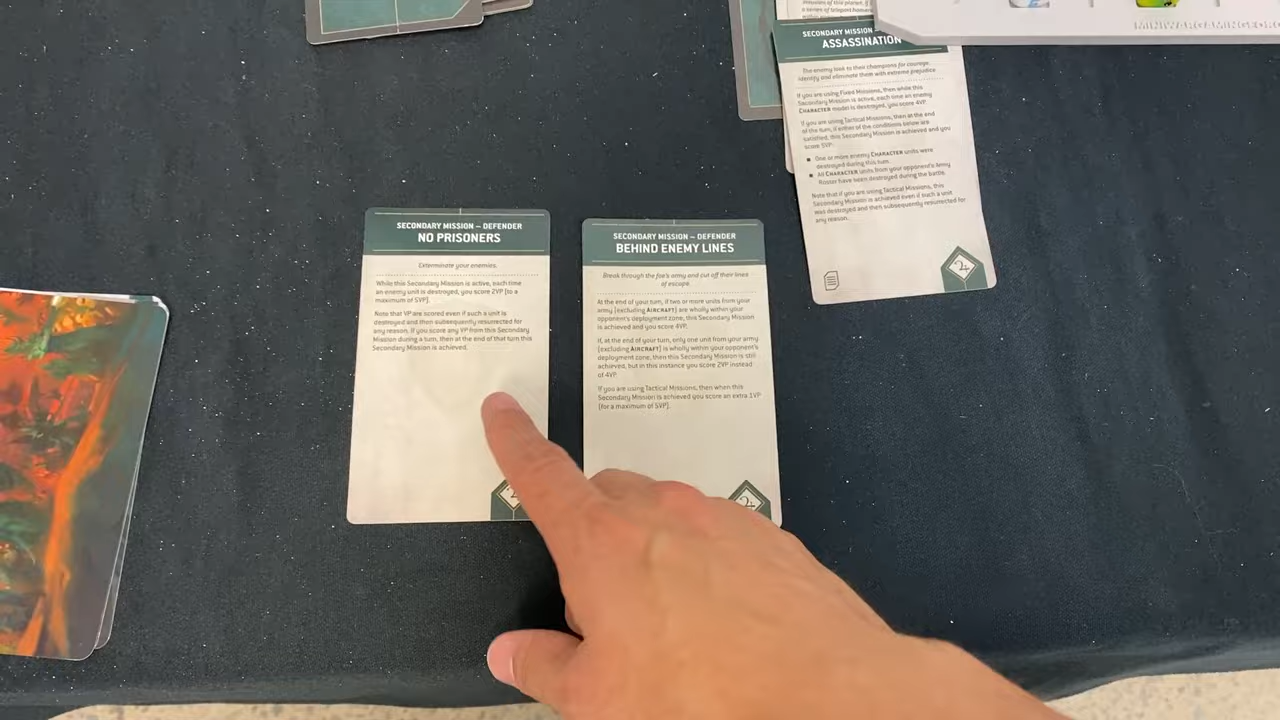 of this planet, if
a series of teleport homers
MINIWARGAMINGEORG
SECONDARY MISSION –
ASSASSINATION
The enemy look to their champions for courage.
Identify and eliminate them with extreme prejudice.
If you are using Fixed Missions, then while this
Secondary Mission is active, each time an enemy
CHARACTER model is destroyed, you score 4VP.
If you are using Tactical Missions, then at the end
of the turn, if either of the conditions below are
satisfied, this Secondary Mission is achieved and you
score 5VP:
One or more enemy CHARACTER units were
destroyed during this turn.
All CHARACTER units from your opponent's Army
Roster have been destroyed during the battle.
Note that if you are using Tactical Missions, this
Secondary Mission is achieved even if such a unit
was destroyed and then subsequently resurrected for
any reason.
SECONDARY MISSION – DEFENDER
NO PRISONERS
Exterminate your enemies.
While this Secondary Mission is active, each time
an enemy unit is destroyed, you score 2VP (to a
maximum of 5VP).
Note that VP are scored even if such a unit is
destroyed and then subsequently resurrected for
any reason. If you score any VP from this Secondary
Mission during a turn, then at the end of that turn this
Secondary Mission is achieved.
SECONDARY MISSION – DEFENDER
BEHIND ENEMY LINES
Break through the foe's army and cut off their lines
of escape.
At the end of your turn, if two or more units from your
army (excluding AIRCRAFT) are wholly within your
opponent's deployment zone, this Secondary Mission
is achieved and you score 4VP.
If, at the end of your turn, only one unit from your army
(excluding AIRCRAFT) is wholly within your opponent's
deployment zone, then this Secondary Mission is still
achieved, but in this instance you score 2VP instead
of 4VP.
If you are using Tactical Missions, then when this
Secondary Mission is achieved you score an extra 1VP
(for a maximum of 5VP).